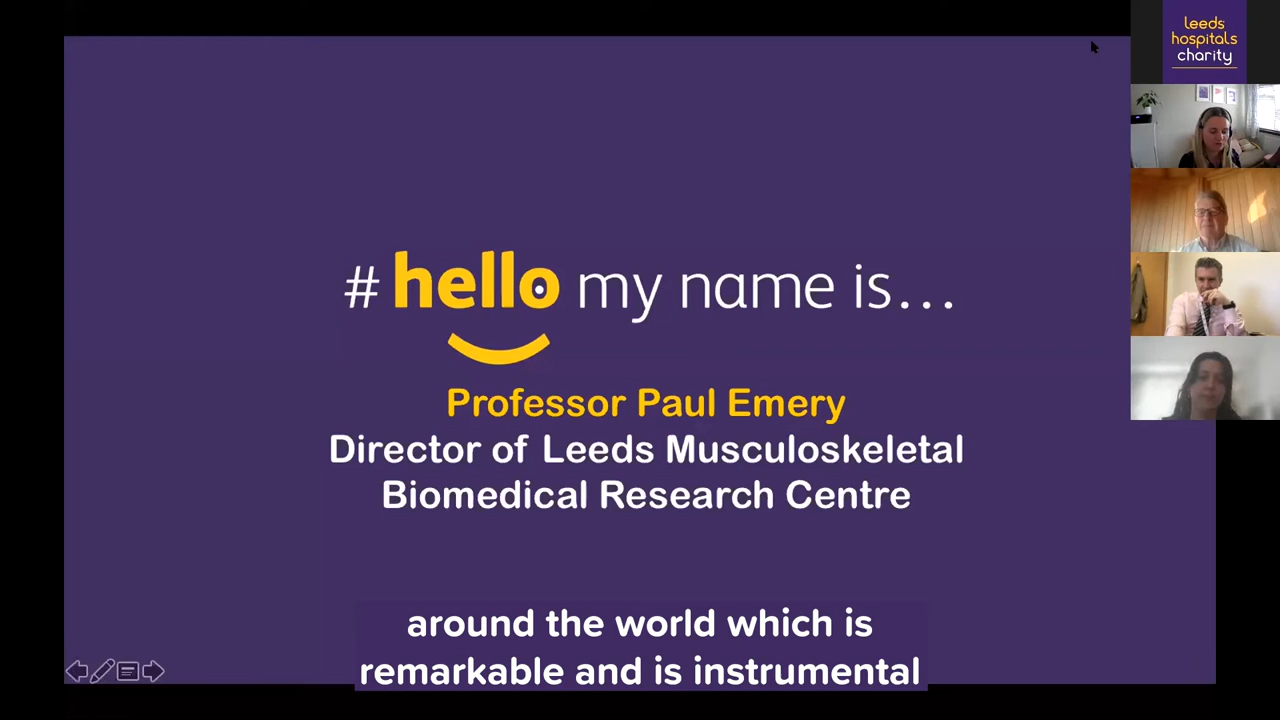 leeds
hospitals
charity
#hello my name is...
Professor Paul Emery
Director of Leeds Musculoskeletal
Biomedical Research Centre
around the world which is
remarkable and is instrumental